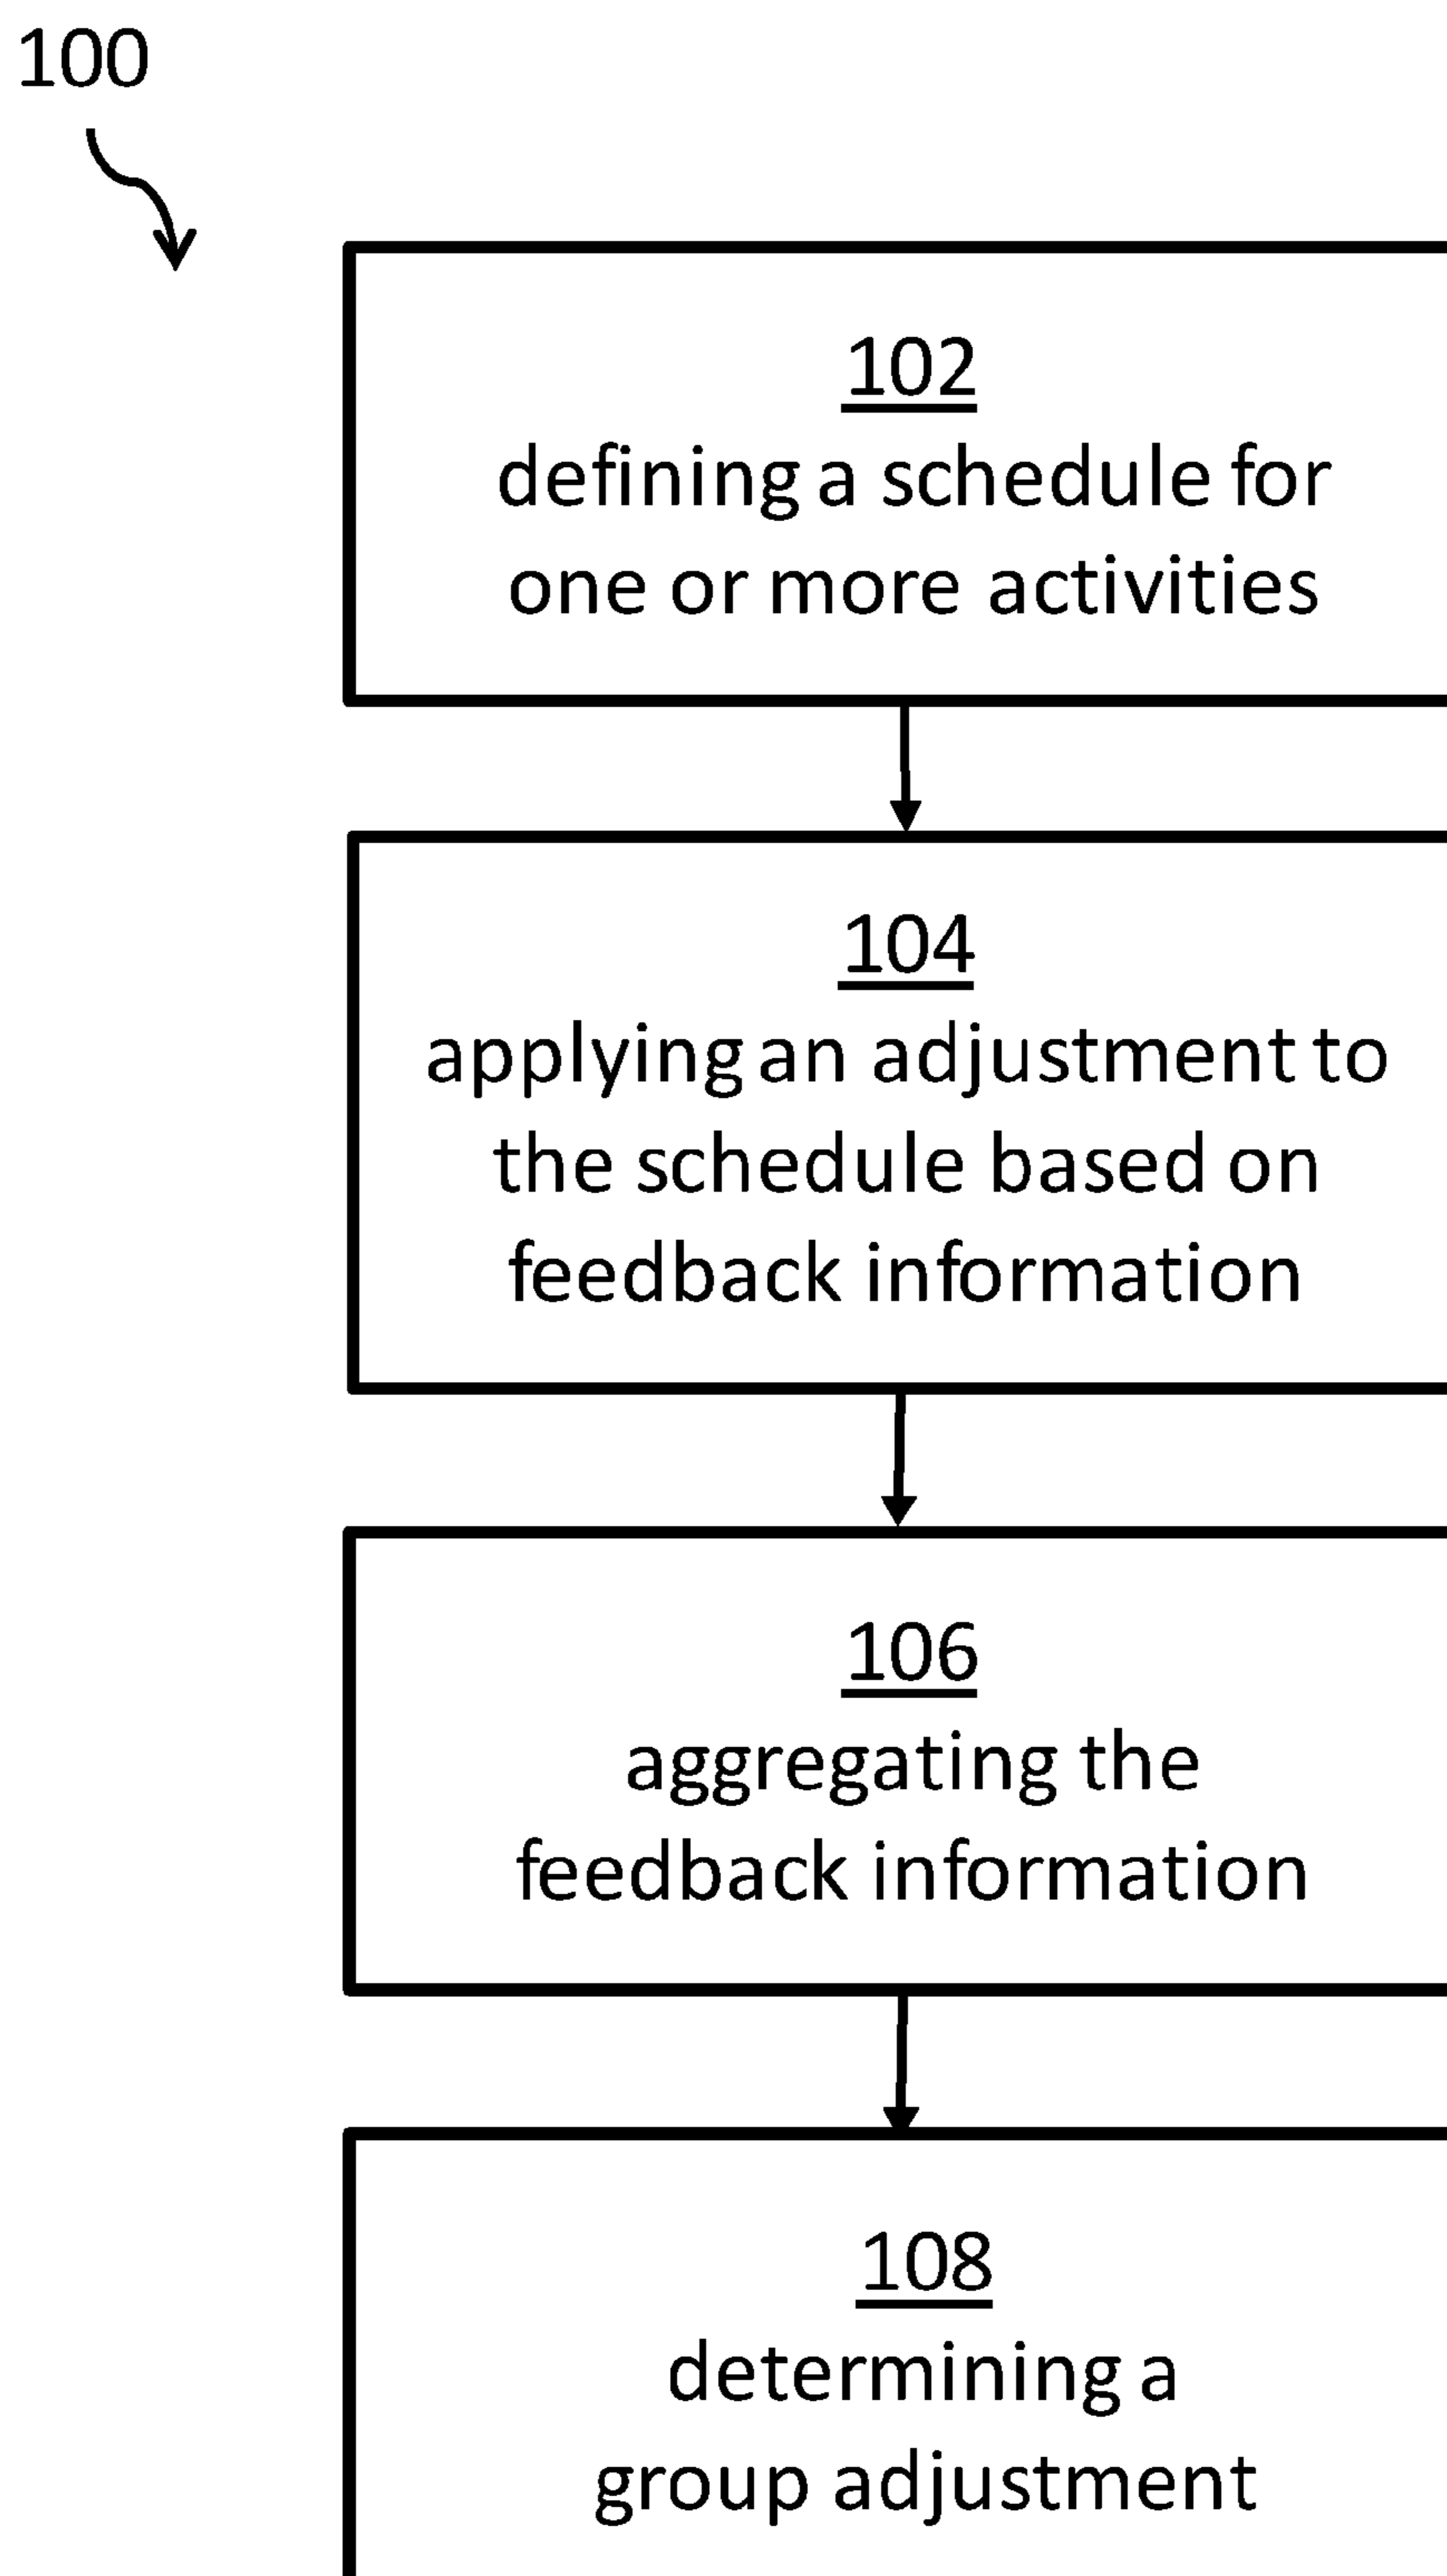 100
102
defining a schedule for
one or more activities
104
applying an adjustment to
the schedule based on
feedback information
106
aggregating the
feedback information
108
determining a
group adjustment